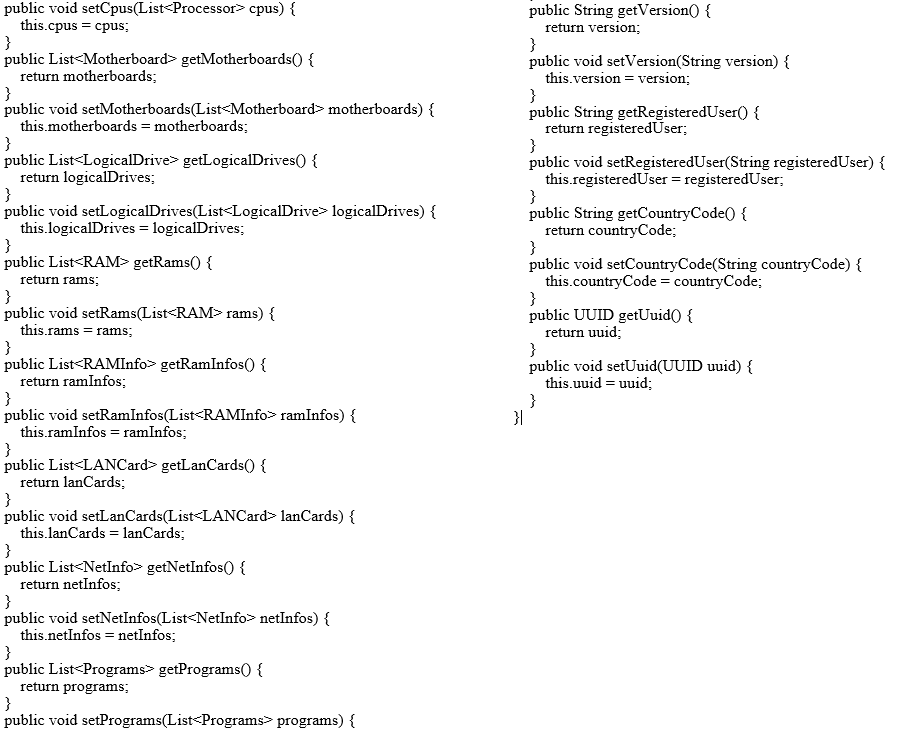 public void setCpus(List<Processor> cpus) {
this.cpus = cpus;
}
public List<Motherboard> getMotherboards() {
return motherboards;
}
public void setMotherboards(List<Motherboard> motherboards) {
this.motherboards = motherboards;
}
public List<LogicalDrive> getLogicalDrives() {
return logicalDrives;
}
public void setLogicalDrives(List<LogicalDrive> logicalDrives) {
this.logicalDrives = logicalDrives;
}
public List<RAM> getRams() {
return rams;
}
public void setRams(List<RAM> rams) {
this.rams = rams;
}
public List<RAMInfo> getRamInfos() {
return ramInfos;
}
public void setRamInfos(List<RAMInfo> ramInfos) {
this.ramInfos = ramInfos;
}
public List<LANCard> getLanCards() {
return lanCards;
}
public void setLanCards(List<LANCard> lanCards) {
this.lanCards = lanCards;
}
public List<NetInfo> getNetInfos() {
return netInfos;
}
public void setNetInfos(List<NetInfo> netInfos) {
this.netInfos = netInfos;
}
public List<Programs> getPrograms() {
return programs;
}
public void setPrograms(List<Programs> programs) {
public String getVersion() {
return version;
}
public void setVersion(String version) {
this.version = version;
}
public String getRegisteredUser() {
return registeredUser;
}
public void setRegisteredUser(String registeredUser) {
this.registeredUser = registeredUser;
}
public String getCountryCode() {
return countryCode;
}
public void setCountryCode(String countryCode) {
this.countryCode = countryCode;
}
public UUID getUuid() {
return uuid;
}
public void setUuid(UUID uuid) {
this.uuid = uuid;
}
}